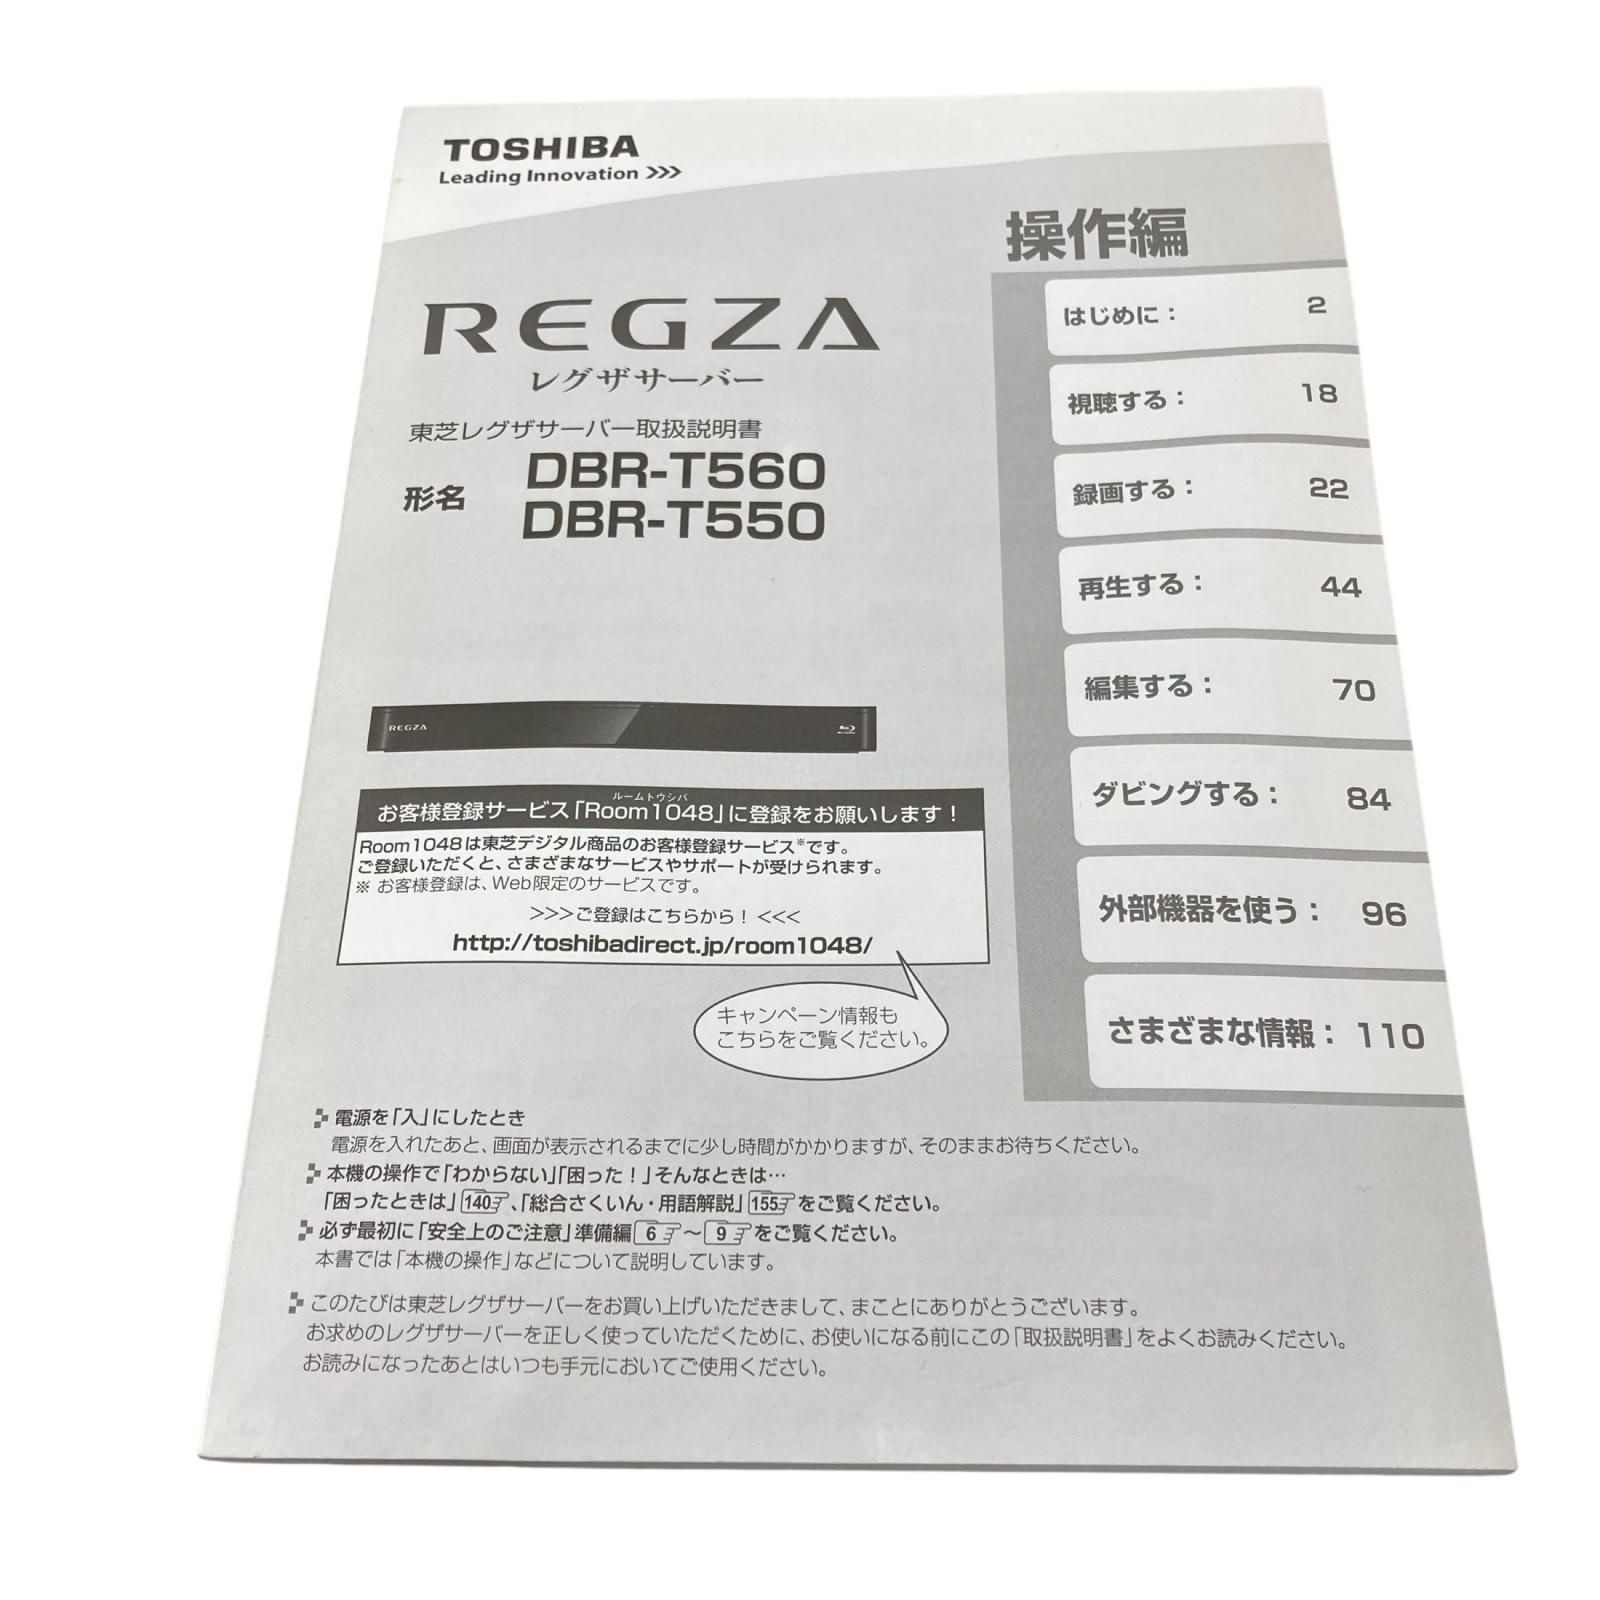 TOSHIBA
Leading Innovation >>>
操作編
REGZA
レグザサーバー
東芝レグザサーバー取扱説明書
形名
DBR-T560
DBR-T550
はじめに： 2
視聴する： 18
録画する： 22
再生する： 44
編集する： 70
ダビングする： 84
外部機器を使う： 96
さまざまな情報： 110
REGZA
ルームトウシバ
お客様登録サービス「Room1048」に登録をお願いします！
Room1048は東芝デジタル商品のお客様登録サービス※です。
ご登録いただくと、さまざまなサービスやサポートが受けられます。
※ お客様登録は、Web限定のサービスです。
>>>ご登録はこちらから！<<<
http://toshibadirect.jp/room1048/
キャンペーン情報も
こちらをご覧ください。
電源を「入」にしたとき
電源を入れたあと、画面が表示されるまでに少し時間がかかりますが、そのままお待ちください。
本機の操作で「わからない」「困った！」そんなときは…
「困ったときは」140、「総合さくいん・用語解説」155をご覧ください。
必ず最初に「安全上のご注意」準備編 6 ～ 9 をご覧ください。
本書では「本機の操作」などについて説明しています。
このたびは東芝レグザサーバーをお買い上げいただきまして、まことにありがとうございます。
お求めのレグザサーバーを正しく使っていただくために、お使いになる前にこの「取扱説明書」をよくお読みください。
お読みになったあとはいつも手元においてご使用ください。